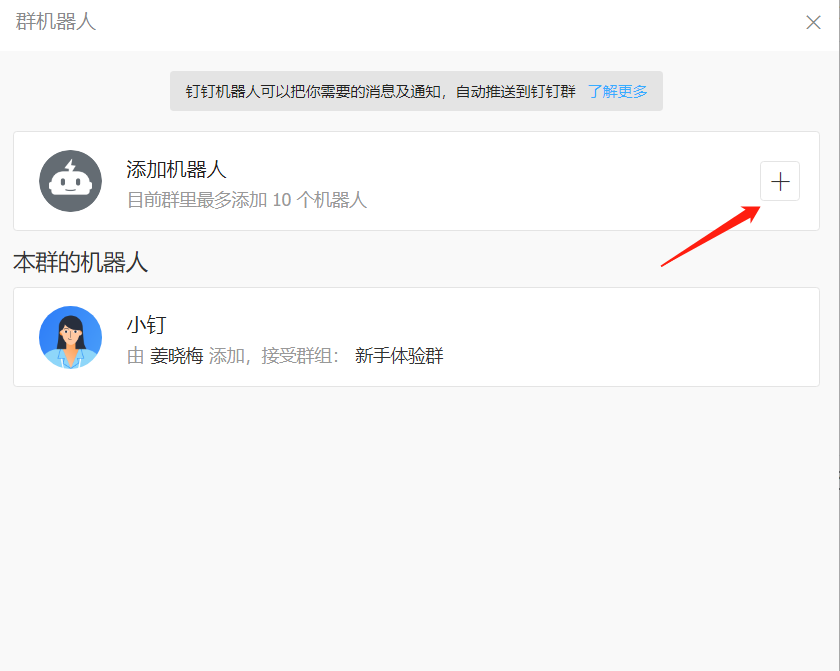 群机器人
钉钉机器人可以把你需要的消息及通知，自动推送到钉钉群 了解更多
添加机器人
目前群里最多添加 10 个机器人
本群的机器人
小钉
由 姜晓梅 添加，接受群组： 新手体验群